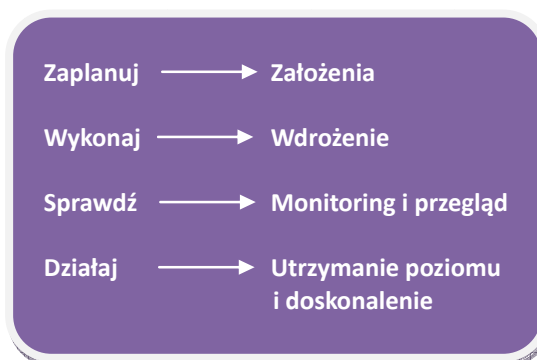 Zaplanuj Założenia
Wykonaj Wdrożenie
Sprawdź Monitoring i przegląd
Działaj Utrzymanie poziomu
i doskonalenie